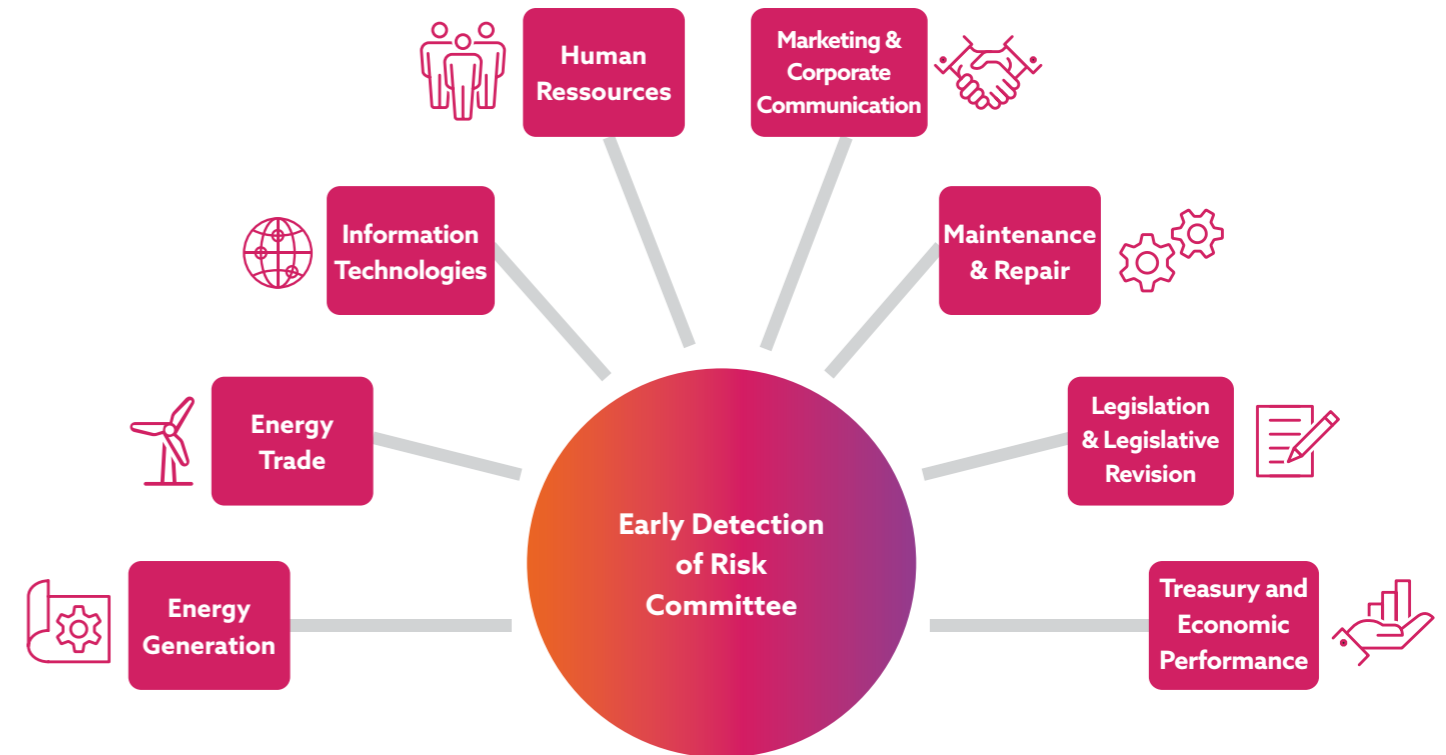 Human
Ressources
Marketing &
Corporate
Communication
Information
Technologies
Maintenance
& Repair
Energy
Trade
Legislation
& Legislative
Revision
Early Detection
of Risk
Committee
Energy
Generation
Treasury and
Economic
Performance